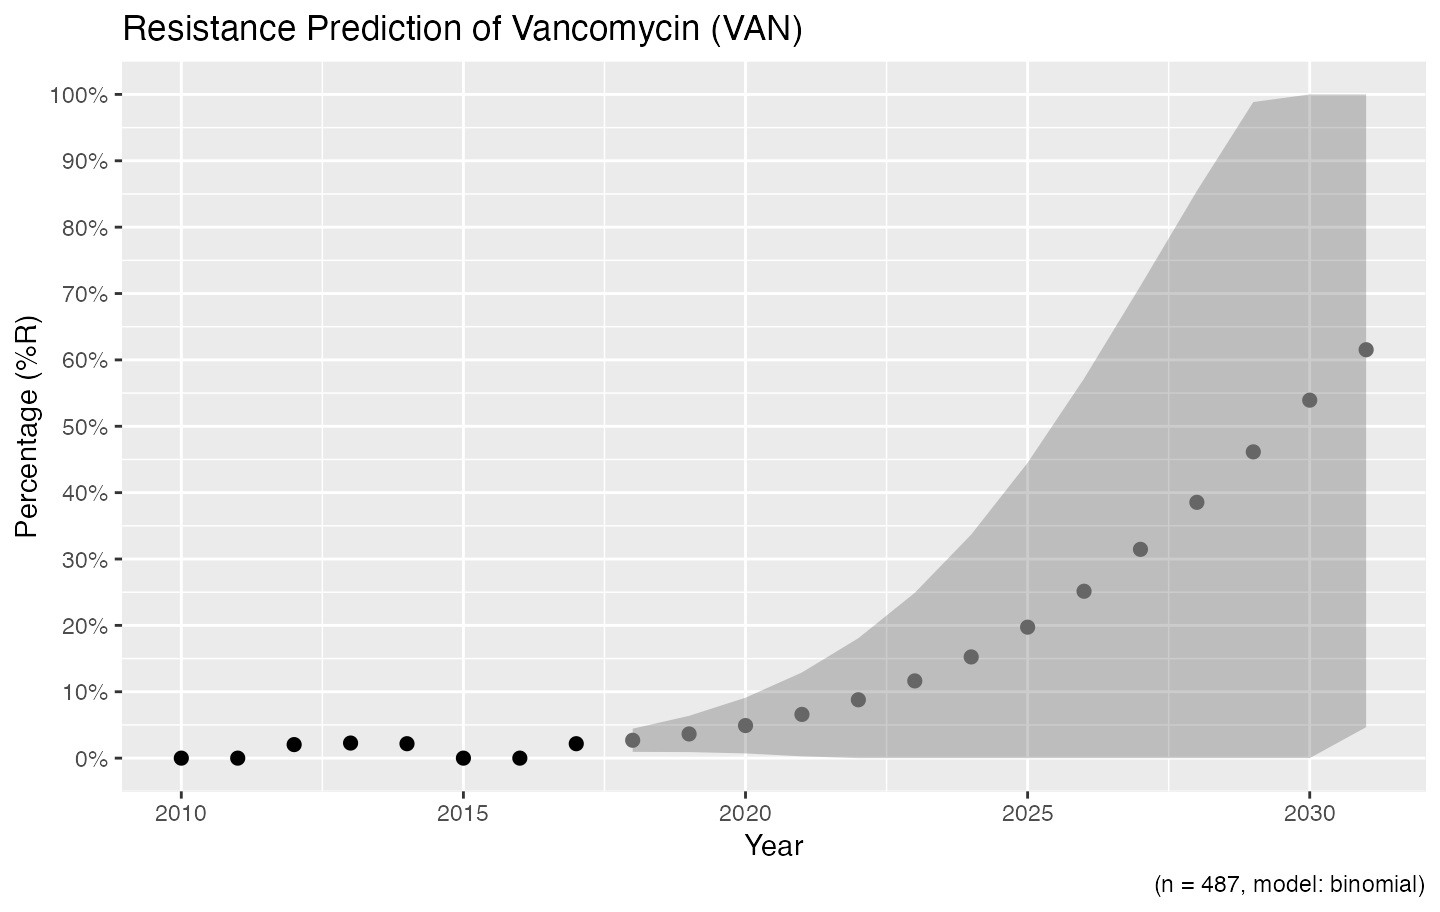 Resistance Prediction of Vancomycin (VAN)
Percentage (%R)
100%
90%
80%
70%
60%
50%
40%
30%
20%
10%
0%
2010 2015 2020 2025 2030
Year
(n = 487, model: binomial)